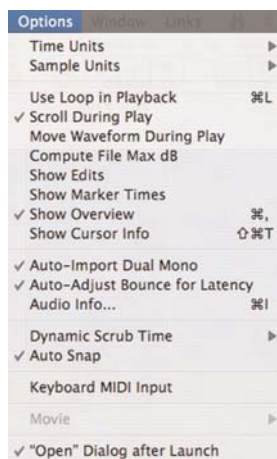 Options Window Links
Time Units
Sample Units
Use Loop in Playback ⌘L
✓ Scroll During Play
Move Waveform During Play
Compute File Max dB
Show Edits
Show Marker Times
✓ Show Overview ⌘,
Show Cursor Info ⇧⌘T
✓ Auto-Import Dual Mono
✓ Auto-Adjust Bounce for Latency
Audio Info... ⌘I
Dynamic Scrub Time
✓ Auto Snap
Keyboard MIDI Input
Movie
✓ "Open" Dialog after Launch